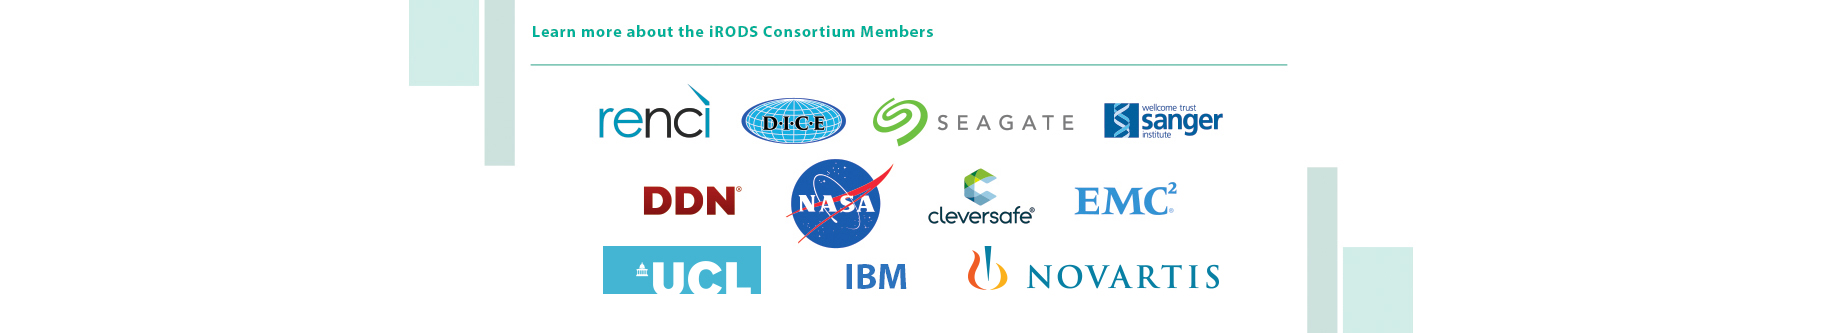 Learn more about the iRODS Consortium Members
renci
D·I·C·E
SEAGATE
wellcome trust
sanger
institute
DDN®
NASA
cleversafe®
EMC²®
UCL
IBM
NOVARTIS